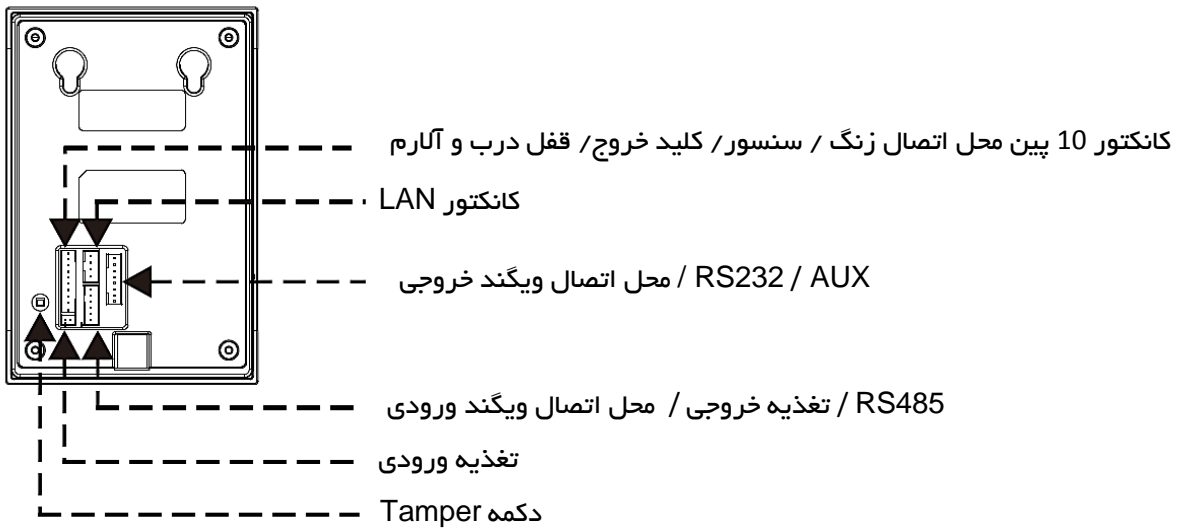 کانکتور 10 پین محل اتصال زنگ / سنسور/ کلید خروج/ قفل درب و آلارم
کانکتور LAN
محل اتصال ویگند خروجی / RS232 / AUX
RS485 / تغذیه خروجی / محل اتصال ویگند ورودی
تغذیه ورودی
دکمه Tamper